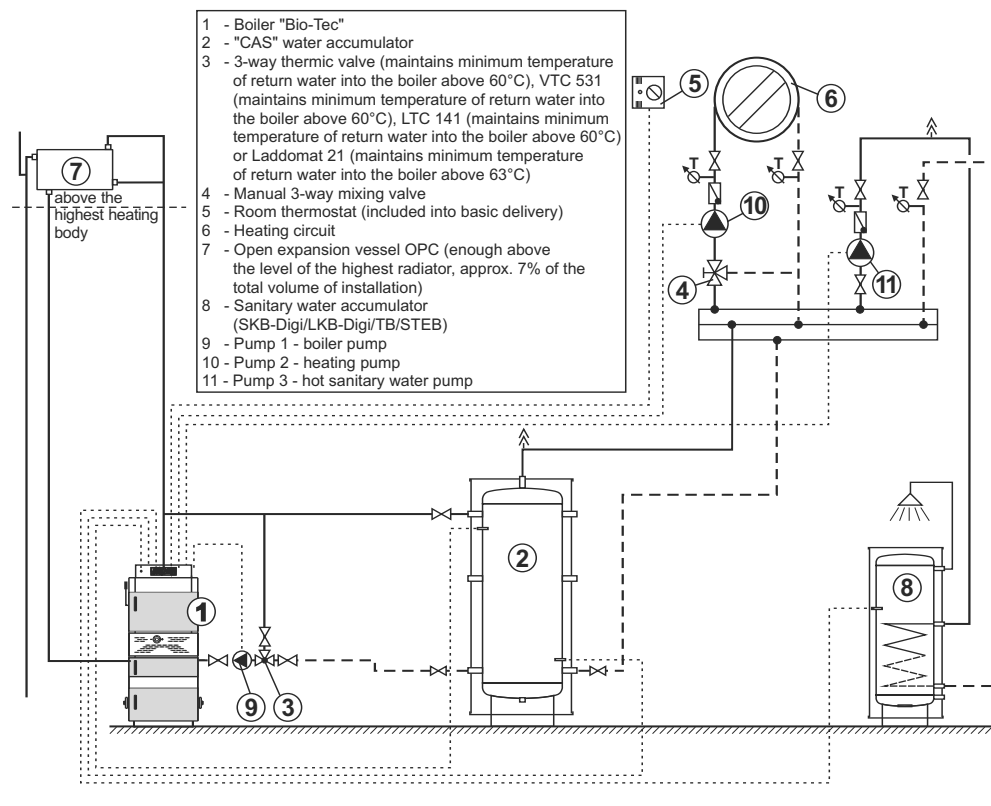 1 - Boiler "Bio-Tec"
2 - "CAS" water accumulator
3 - 3-way thermic valve (maintains minimum temperature
of return water into the boiler above 60°C), VTC 531
(maintains minimum temperature of return water into
the boiler above 60°C), LTC 141 (maintains minimum
temperature of return water into the boiler above 60°C)
or Laddomat 21 (maintains minimum temperature
of return water into the boiler above 63°C)
4 - Manual 3-way mixing valve
5 - Room thermostat (included into basic delivery)
6 - Heating circuit
7 - Open expansion vessel OPC (enough above
the level of the highest radiator, approx. 7% of the
total volume of installation)
8 - Sanitary water accumulator
(SKB-Digi/LKB-Digi/TB/STEB)
9 - Pump 1 - boiler pump
10 - Pump 2 - heating pump
11 - Pump 3 - hot sanitary water pump
5
6
7
above the
highest heating
body
T
T
T
T
10
11
4
2
8
1
9
3